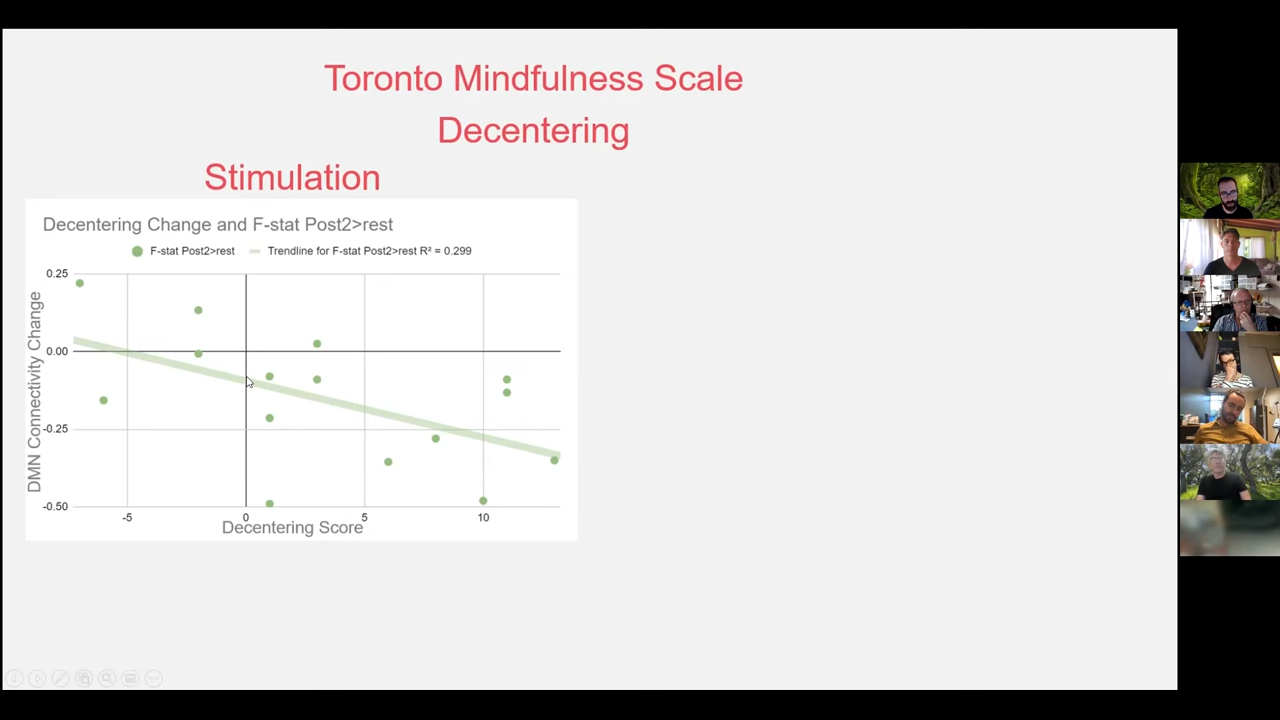 Toronto Mindfulness Scale
Decentering
Stimulation
Decentering Change and F-stat Post2>rest
F-stat Post2>rest Trendline for F-stat Post2>rest R² = 0.299
DMN Connectivity Change
0.25
0.00
-0.25
-0.50
-5 0 5 10
Decentering Score